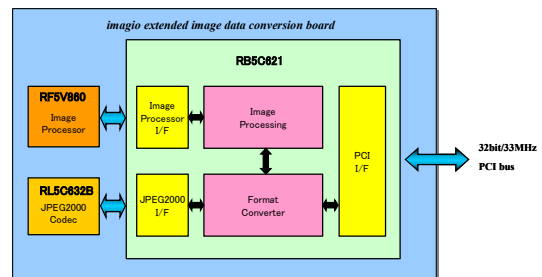 imagio extended image data conversion board
RB5C621
RF5V860
Image
Processor
Image
Processor
I/F
Image
Processing
PCI
I/F
32bit/33MHz
PCI bus
RL5C632B
JPEG2000
Codec
JPEG2000
I/F
Format
Converter